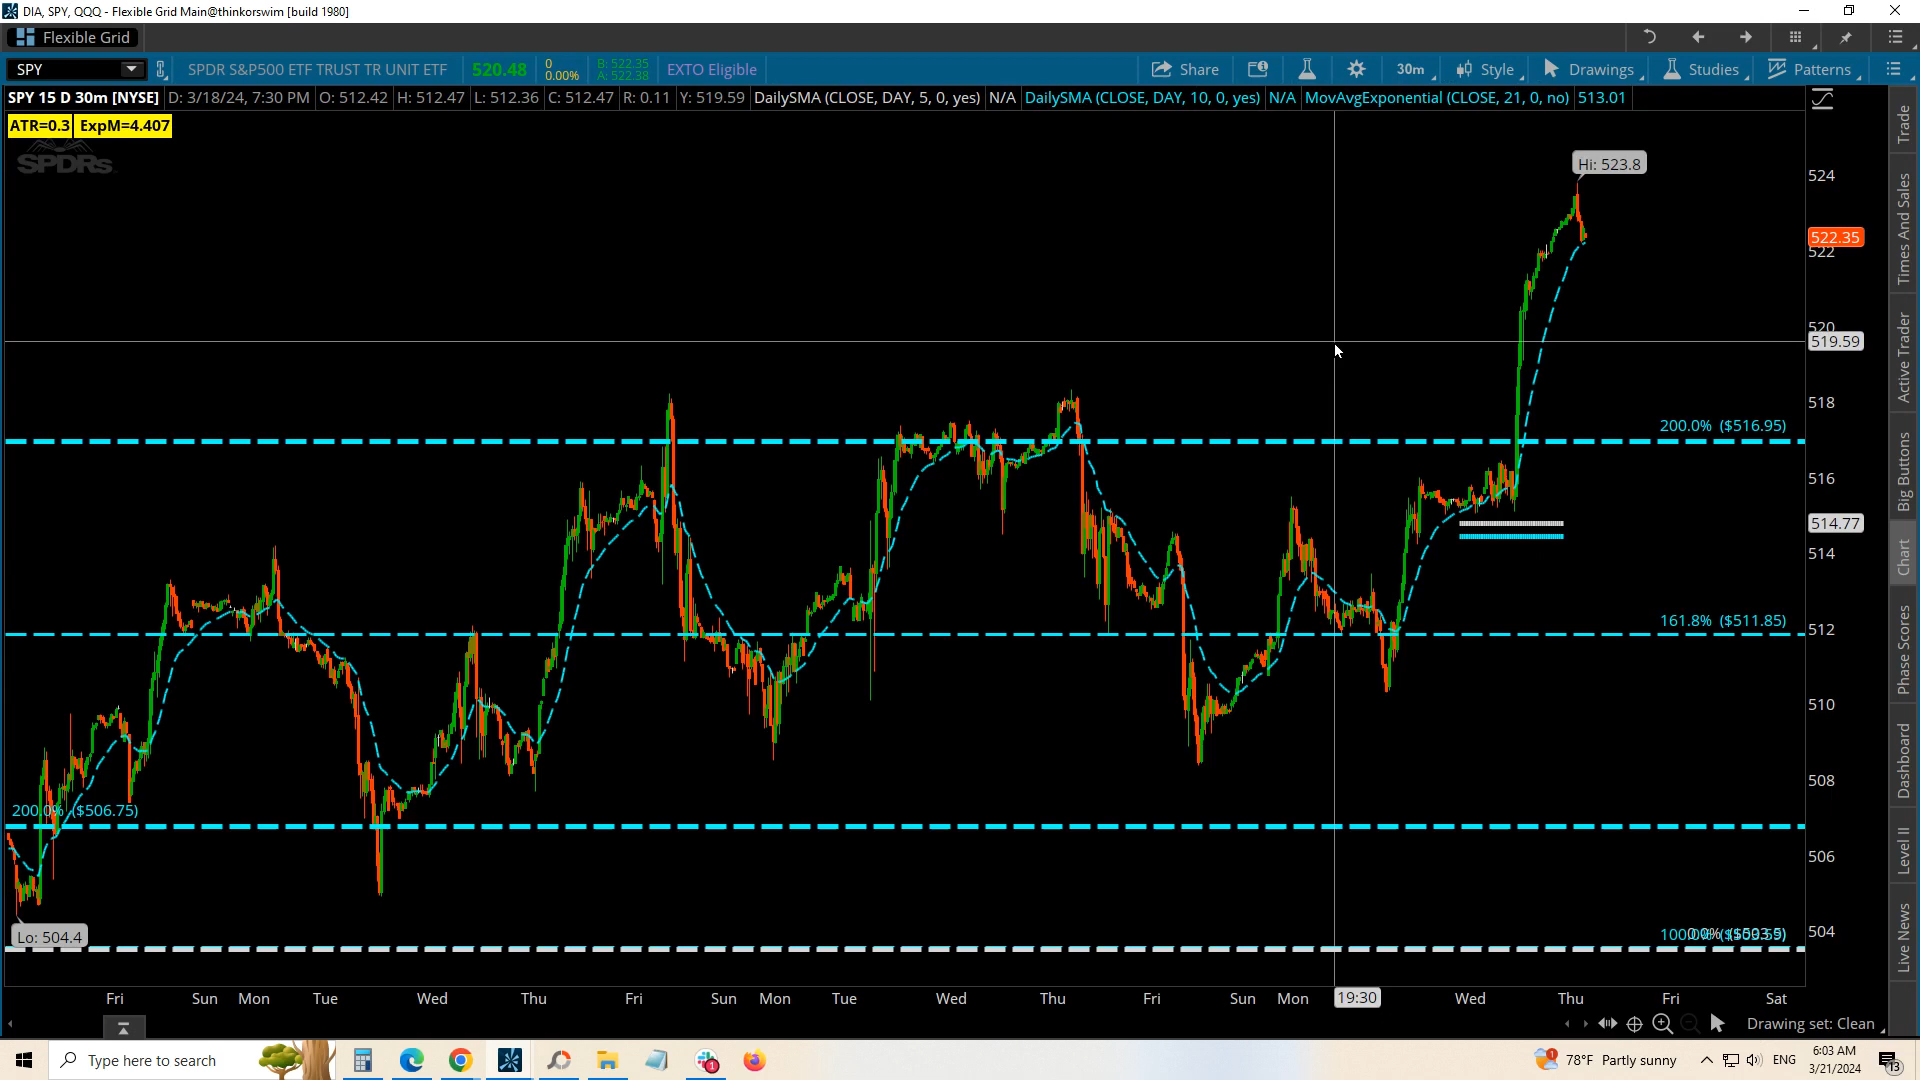 DIA, SPY, QQQ - Flexible Grid Main@thinkorswim [build 1980]
Flexible Grid
SPY SPDR S&P500 ETF TRUST TR UNIT ETF 520.48 0 0.00% B: 522.35 A: 522.38 EXTO Eligible Share 30m Style Drawings Studies Patterns
SPY 15 D 30m [NYSE] D: 3/18/24, 7:30 PM O: 512.42 H: 512.47 L: 512.36 C: 512.47 R: 0.11 Y: 519.59 DailySMA (CLOSE, DAY, 5, 0, yes) N/A DailySMA (CLOSE, DAY, 10, 0, yes) N/A MovAvgExponential (CLOSE, 21, 0, no) 513.01
ATR=0.3 ExpM=4.407
SPDRs
Hi: 523.8
524
522.35
522
520
519.59
518
200.0% ($516.95)
516
514.77
514
161.8% ($511.85)
512
510
508
200.0% ($506.75)
506
Lo: 504.4
504
Fri Sun Mon Tue Wed Thu Fri Sun Mon Tue Wed Thu Fri Sun Mon 19:30 Wed Thu Fri Sat
Drawing set: Clean
Trade
Times And Sales
Active Trader
Big Buttons
Chart
Phase Scores
Dashboard
Level II
Live News
Type here to search
1
1
78°F Partly sunny
ENG
6:03 AM
3/21/2024
13